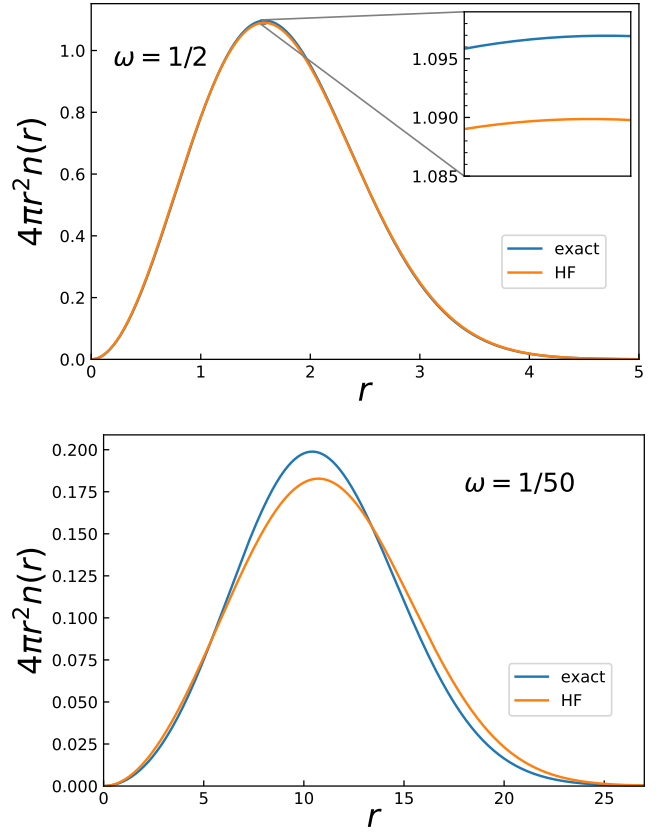 1.0
0.8
0.6
0.4
0.2
0.0
4πr²n(r)
ω = 1/2
1.095
1.090
1.085
exact
HF
0 1 2 3 4 5
r
0.200
0.175
0.150
0.125
0.100
0.075
0.050
0.025
0.000
4πr²n(r)
ω = 1/50
exact
HF
0 5 10 15 20 25
r